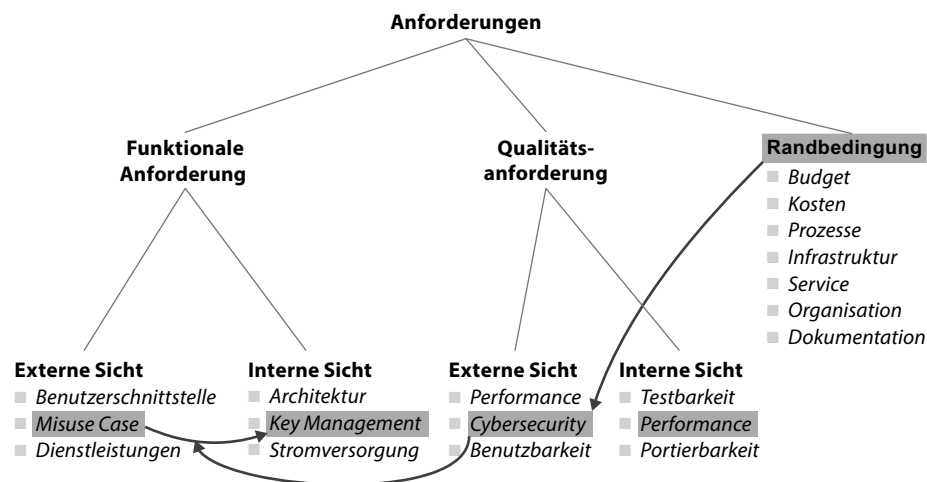 Anforderungen
Funktionale
Anforderung
Qualitäts-
anforderung
Randbedingung
Budget
Kosten
Prozesse
Infrastruktur
Service
Organisation
Dokumentation
Externe Sicht
Benutzerschnittstelle
Misuse Case
Dienstleistungen
Interne Sicht
Architektur
Key Management
Stromversorgung
Externe Sicht
Performance
Cybersecurity
Benutzbarkeit
Interne Sicht
Testbarkeit
Performance
Portierbarkeit